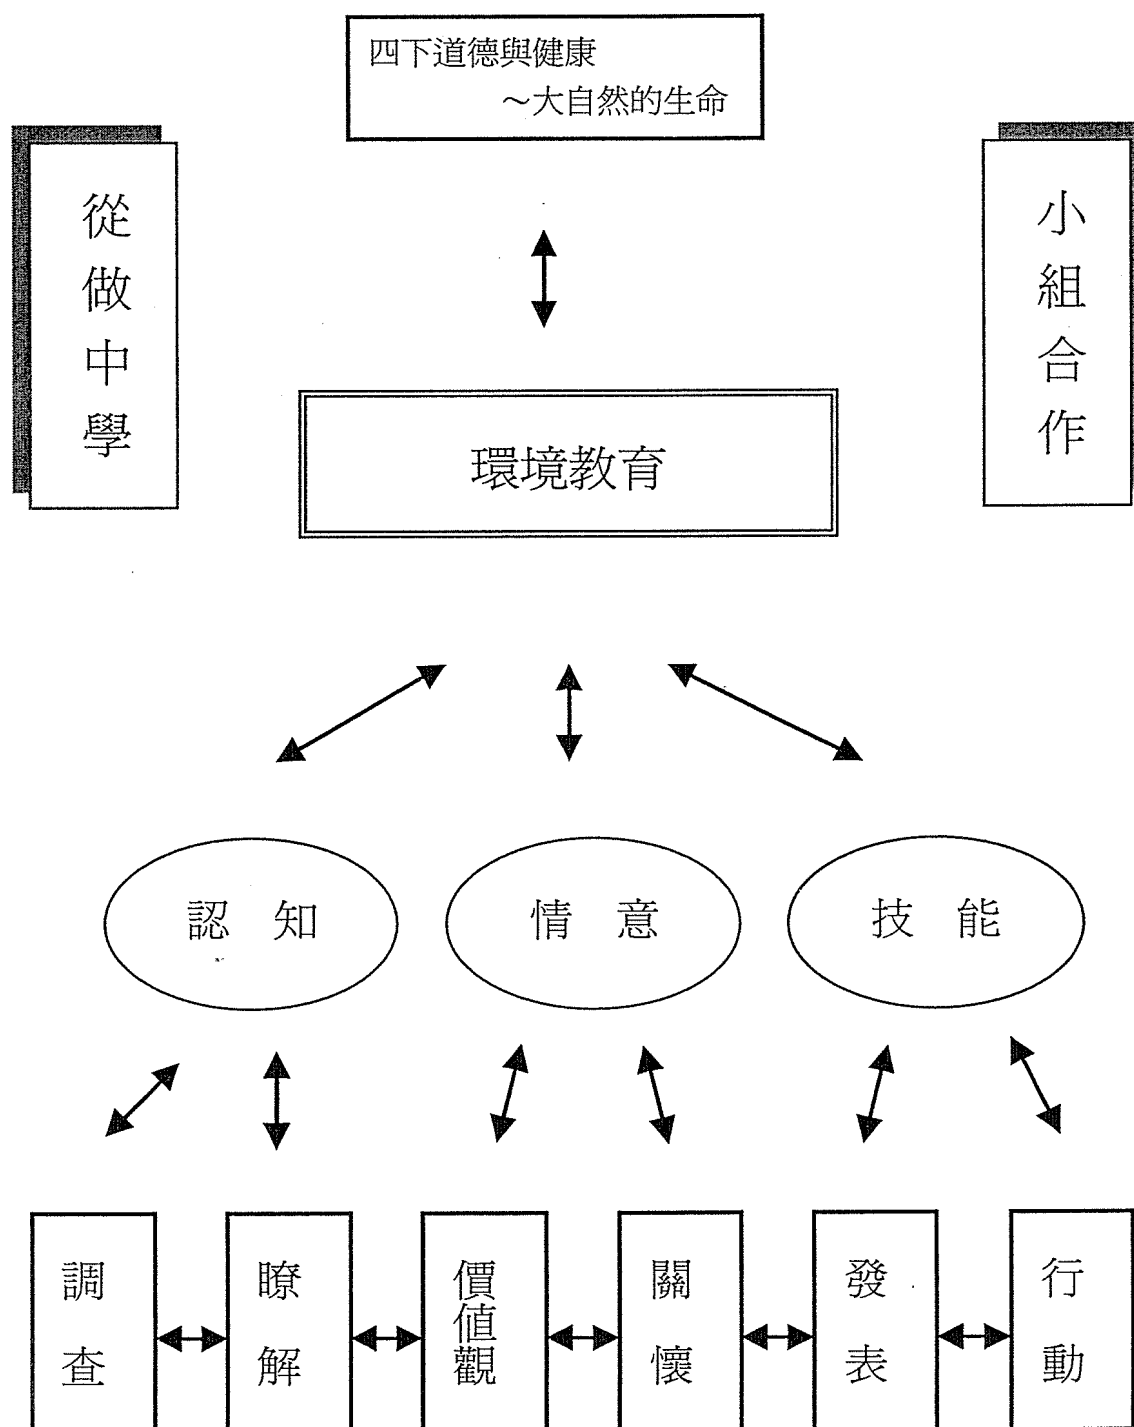 四下道德與健康
～大自然的生命
從做中學
小組合作
環境教育
認 知
情 意
技 能
調查
瞭解
價值觀
關懷
發表
行動